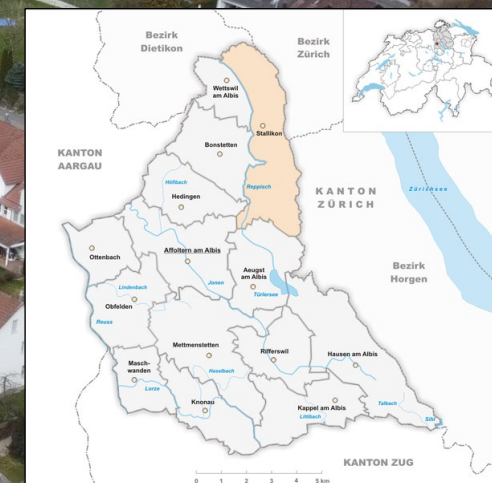 Bezirk
Dietikon
Bezirk
Zürich
Wettswil
am Albis
Stallikon
Bonstetten
KANTON
AARGAU
Höfibach
Reppisch
Hedingen
KANTON
ZÜRICH
Zürichsee
Ottenbach
Affoltern am Albis
Aeugst
am Albis
Bezirk
Horgen
Lindenbach
Jonen
Türlersee
Obfelden
Reuss
Mettmenstetten
Rifferswil
Hausen am Albis
Masch-
wanden
Haselbach
Lorze
Knonau
Kappel am Albis
Littibach
Talbach
Sihl
KANTON ZUG
0 1 2 3 4 5 km